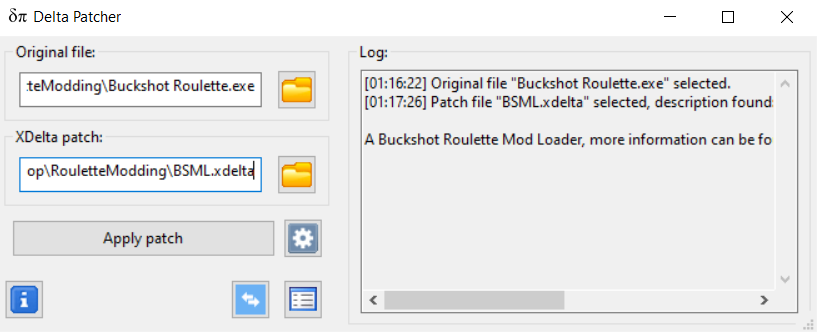 δπ Delta Patcher
Original file:
:teModding\Buckshot Roulette.exe
XDelta patch:
op\RouletteModding\BSML.xdelta
Apply patch
Log:
[01:16:22] Original file "Buckshot Roulette.exe" selected.
[01:17:26] Patch file "BSML.xdelta" selected, description found:
A Buckshot Roulette Mod Loader, more information can be fo